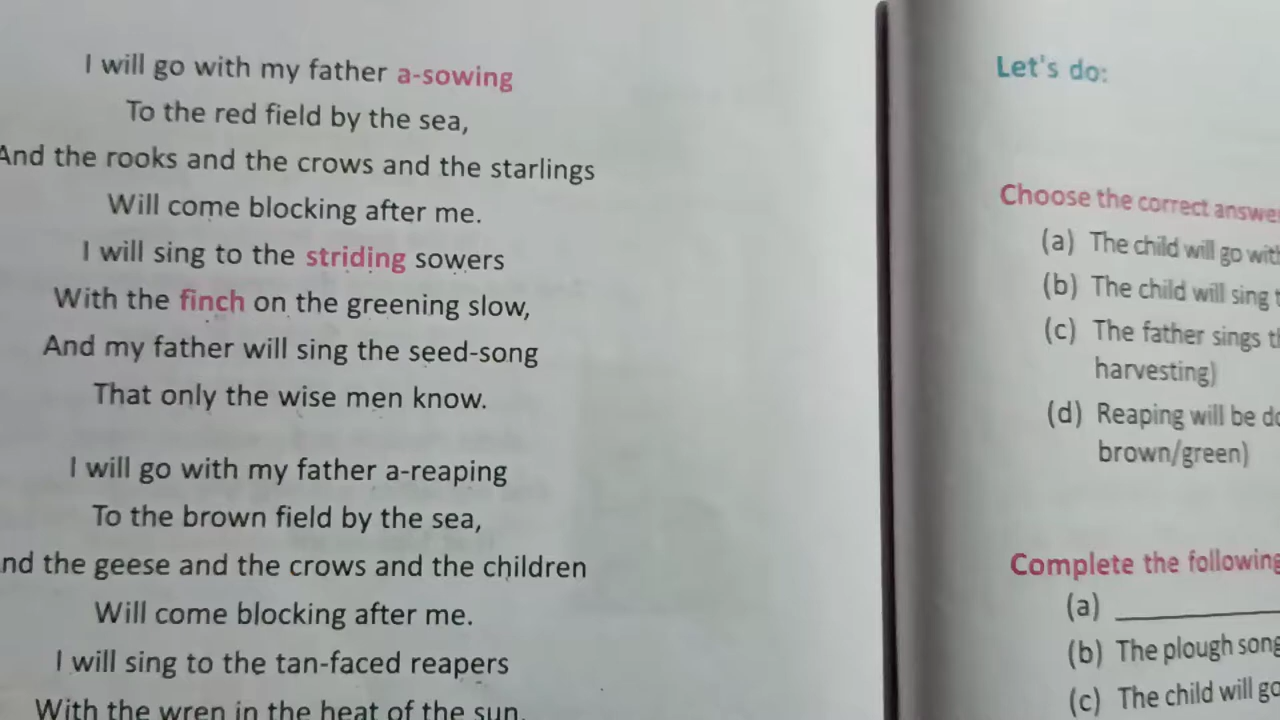 I will go with my father a-sowing
To the red field by the sea,
And the rooks and the crows and the starlings
Will come blocking after me.
I will sing to the striding sowers
With the finch on the greening slow,
And my father will sing the seed-song
That only the wise men know.
I will go with my father a-reaping
To the brown field by the sea,
nd the geese and the crows and the children
Will come blocking after me.
I will sing to the tan-faced reapers
With the wren in the heat of the sun.
Let's do:
Choose the correct answe
(a) The child will go with
(b) The child will sing t
(c) The father sings th
harvesting)
(d) Reaping will be do
brown/green)
Complete the following
(a)
(b) The plough song
(c) The child will go